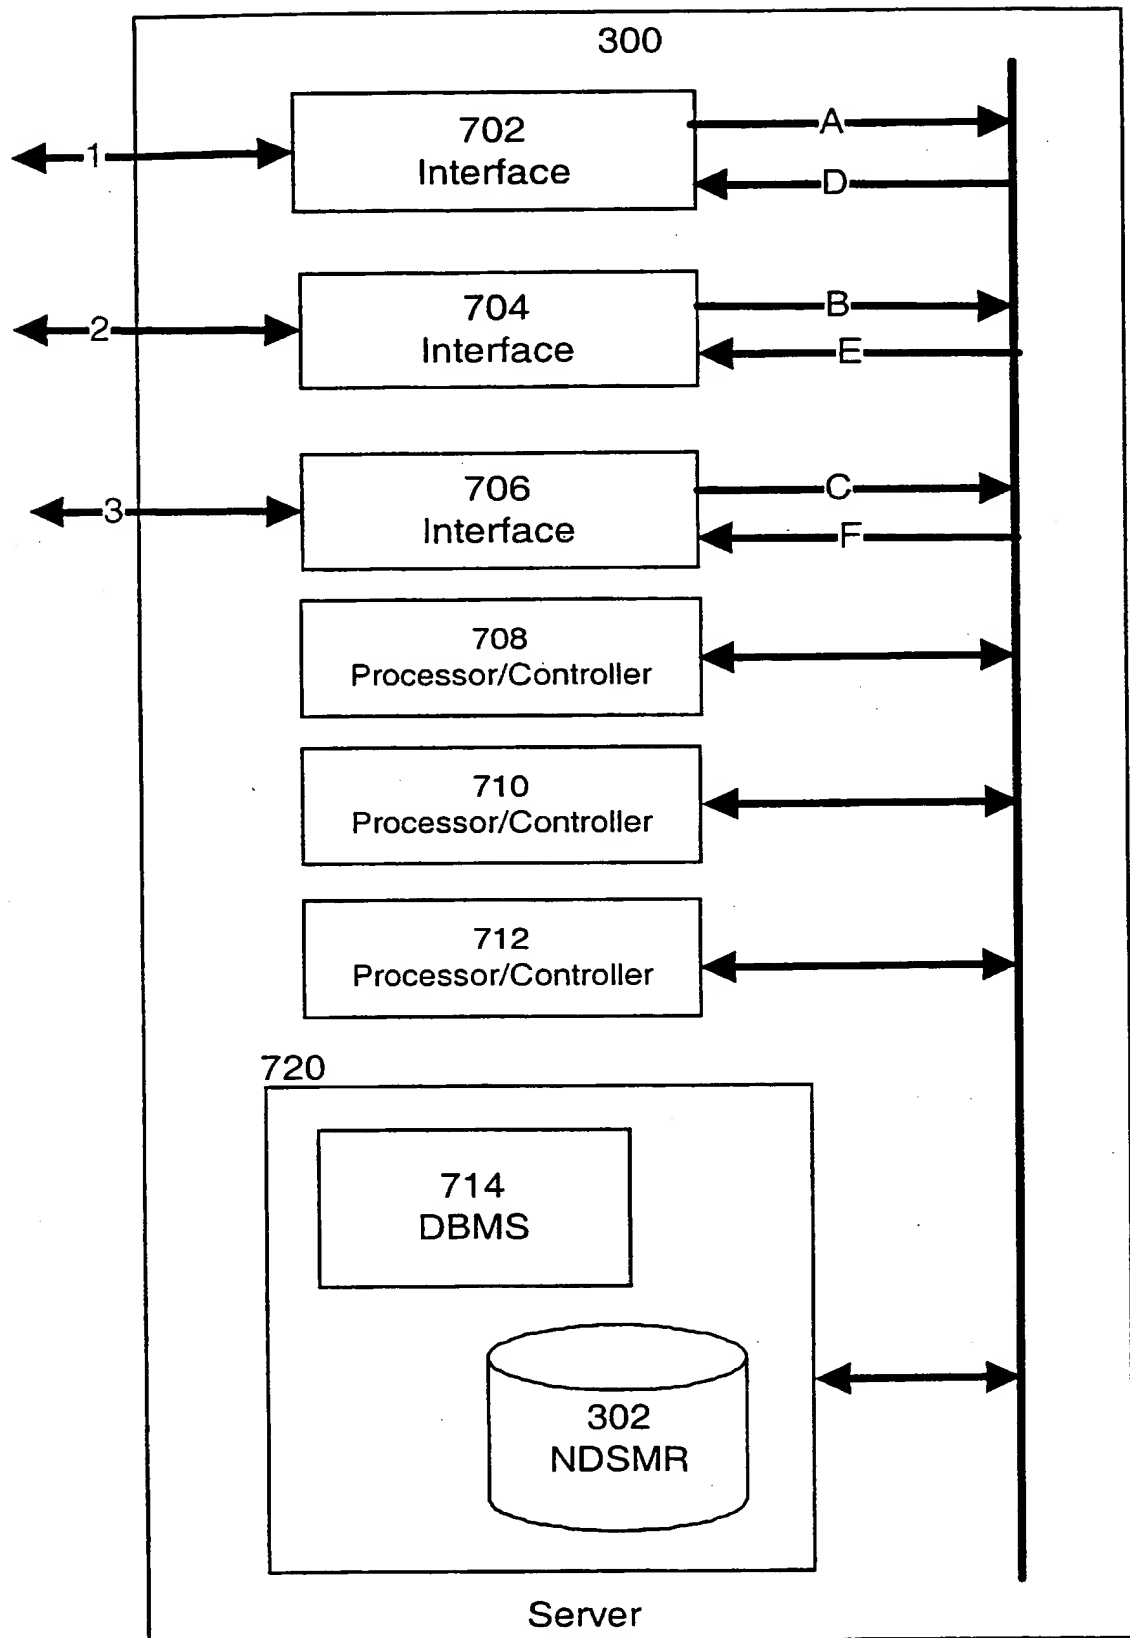 300
702
Interface
A
D
1
704
Interface
B
E
2
706
Interface
C
F
3
708
Processor/Controller
710
Processor/Controller
712
Processor/Controller
720
714
DBMS
302
NDSMR
Server